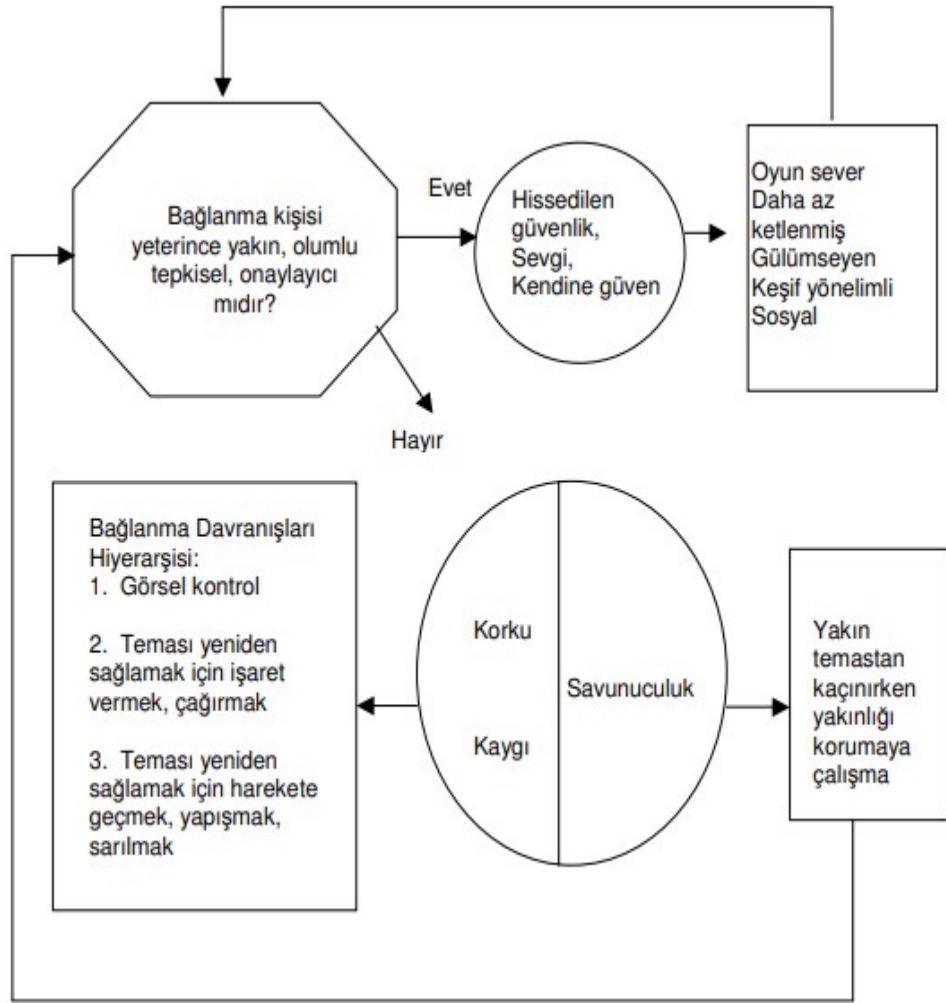 Bağlanma kişisi
yeterince yakın, olumlu
tepkisel, onaylayıcı
mıdır?
Evet
Hissedilen
güvenlik,
Sevgi,
Kendine güven
Oyun sever
Daha az
ketlenmiş
Gülümseyen
Keşif yönelimli
Sosyal
Hayır
Bağlanma Davranışları
Hiyerarşisi:
1. Görsel kontrol
2. Teması yeniden
sağlamak için işaret
vermek, çağırmak
3. Teması yeniden
sağlamak için harekete
geçmek, yapışmak,
sarılmak
Korku
Kaygı
Savunuculuk
Yakın
temastan
kaçınırken
yakınlığı
korumaya
çalışma